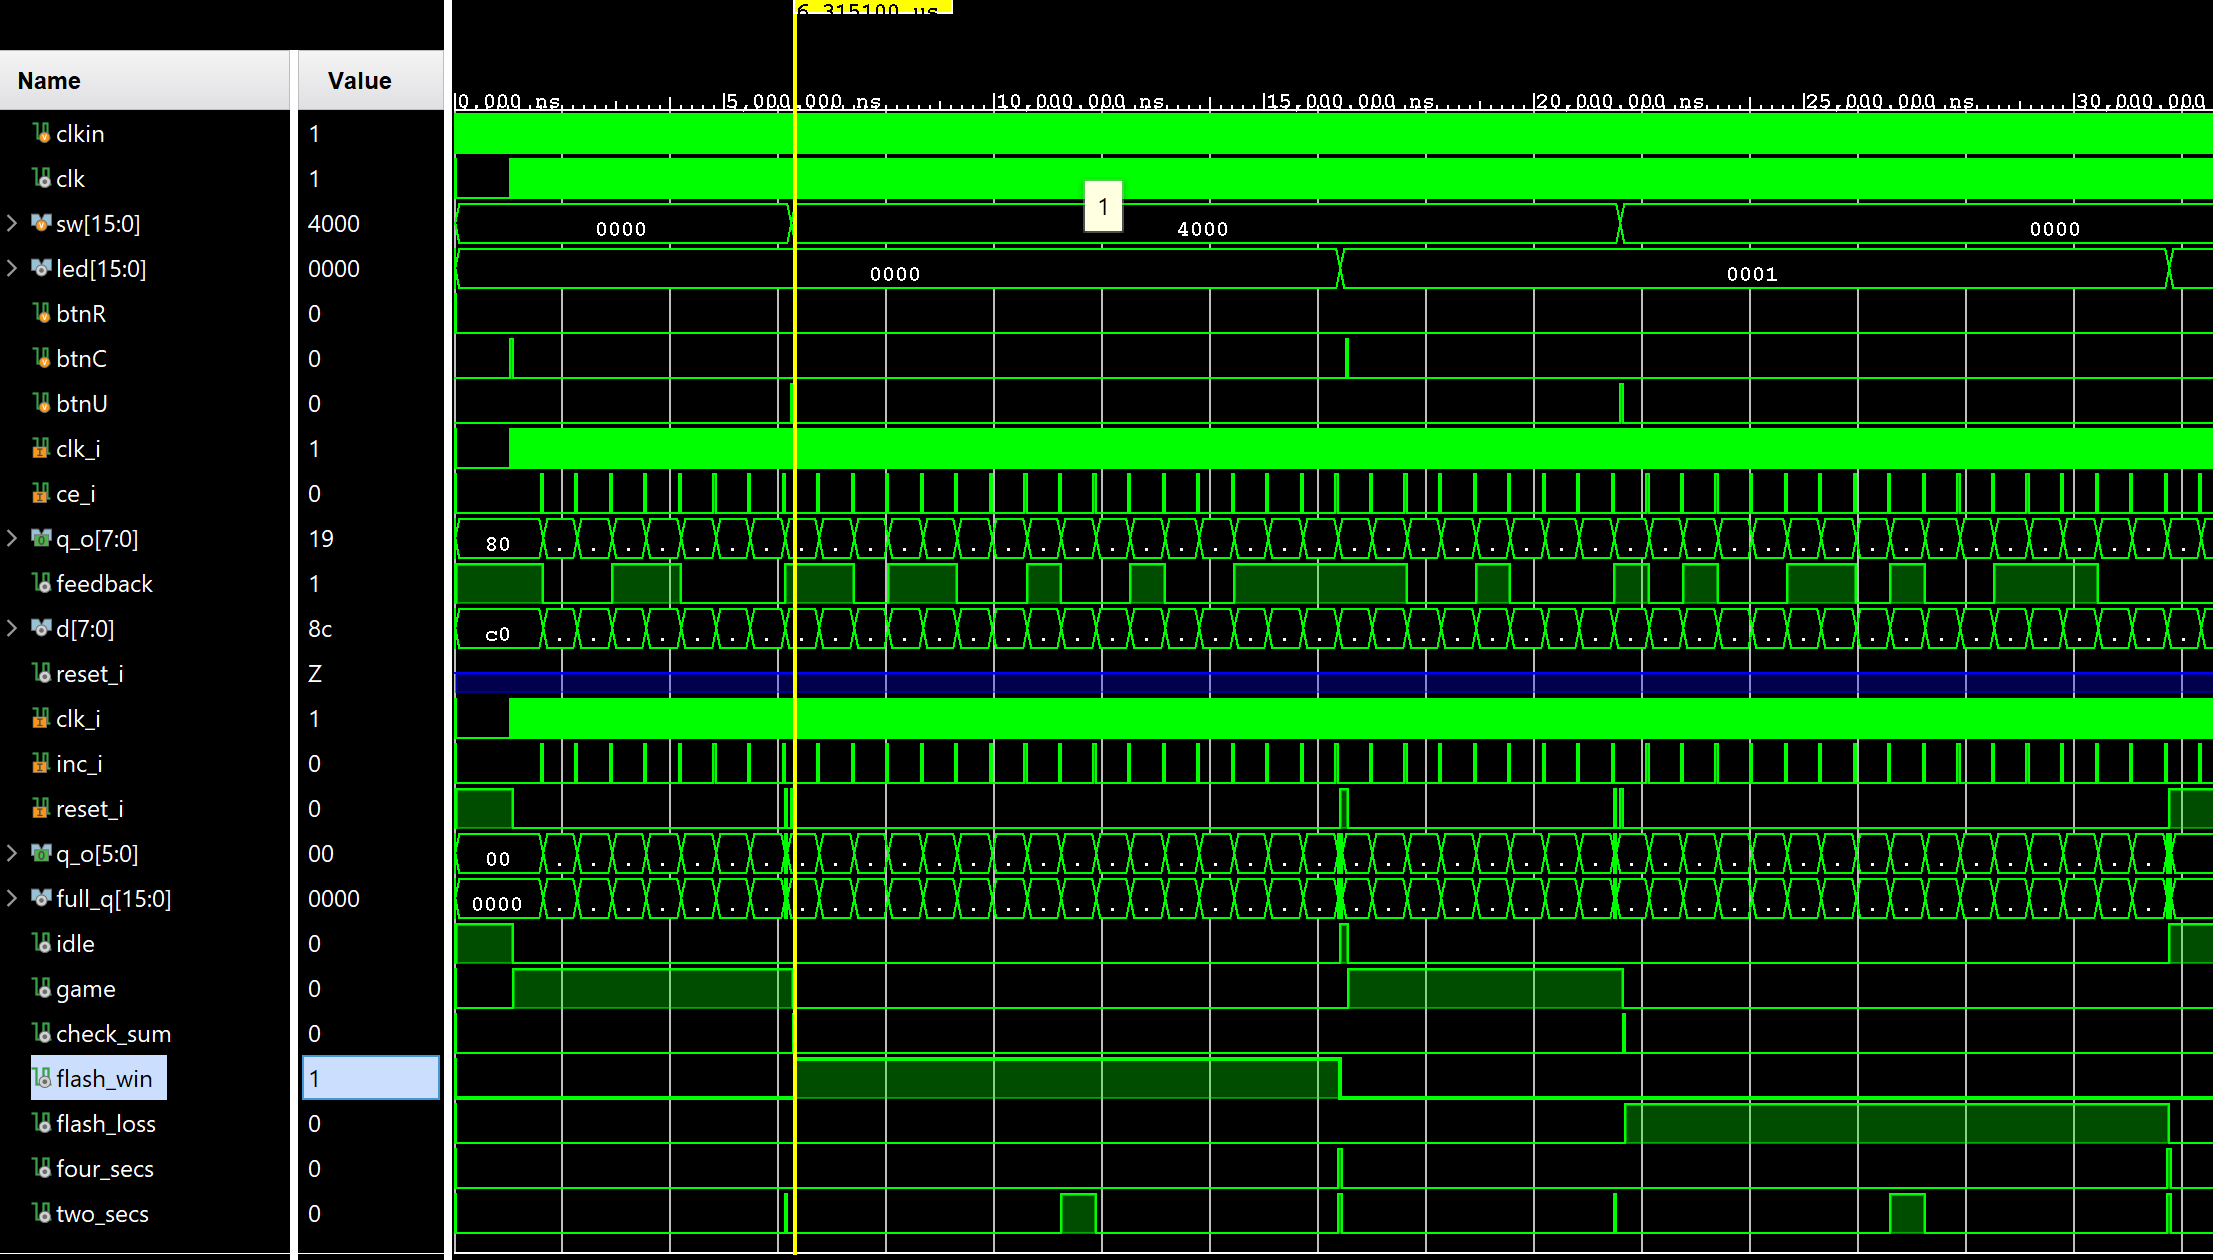 6.315100 us
Name Value
0.000 ns 5,000.000 ns 10,000.000 ns 15,000.000 ns 20,000.000 ns 25,000.000 ns 30,000.000
clkin 1
clk 1
1
sw[15:0] 4000 0000 4000 0000
led[15:0] 0000 0000 0001
btnR 0
btnC 0
btnU 0
clk_i 1
ce_i 0
q_o[7:0] 19 80
feedback 1
d[7:0] 8c c0
reset_i Z
clk_i 1
inc_i 0
reset_i 0
q_o[5:0] 00 00
full_q[15:0] 0000 0000
idle 0
game 0
check_sum 0
flash_win 1
flash_loss 0
four_secs 0
two_secs 0